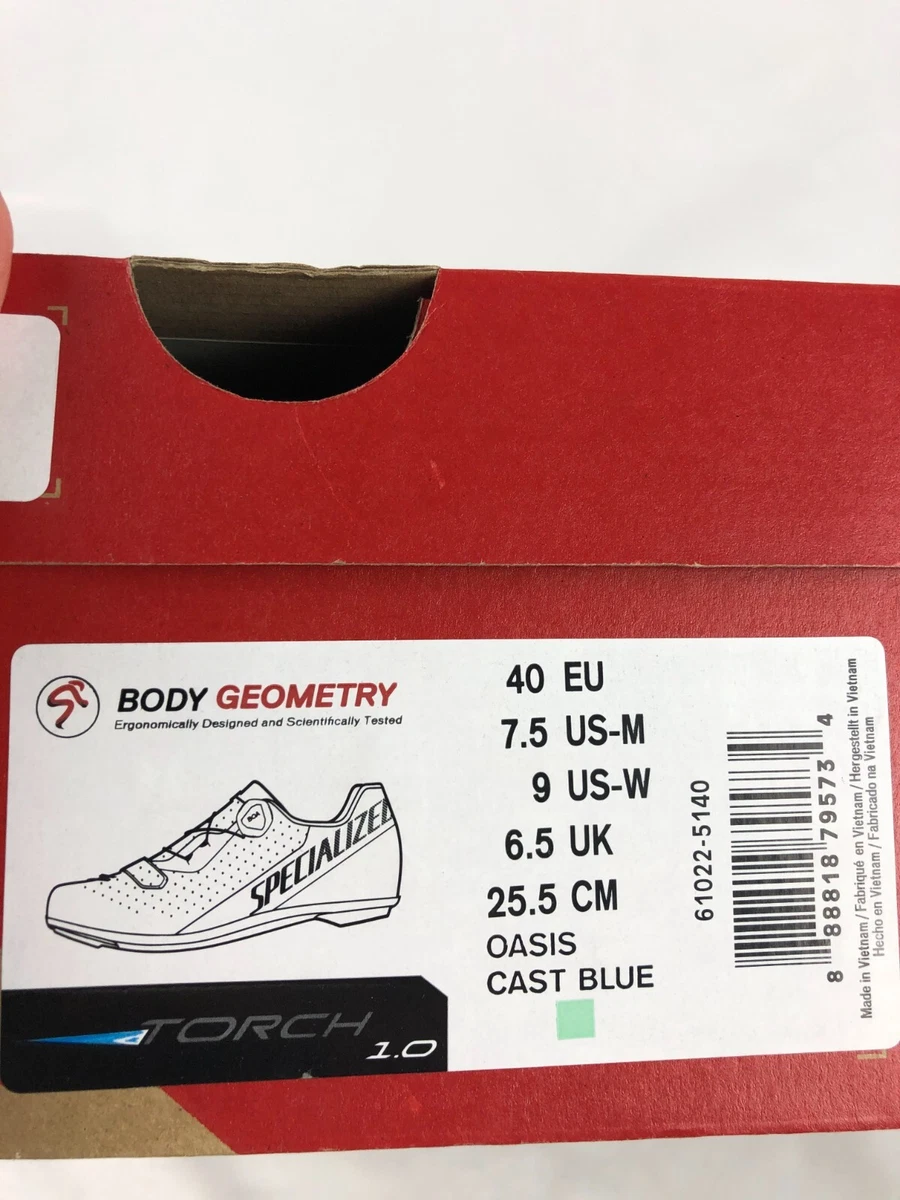 BODY GEOMETRY
Ergonomically Designed and Scientifically Tested
BOA
SPECIALIZED
TORCH
1.0
40 EU
7.5 US-M
9 US-W
6.5 UK
25.5 CM
OASIS
CAST BLUE
61022-5140
8 88818 79573 4
Made in Vietnam / Fabriqué en Vietnam / Hergestellt in Vietnam
Hecho en Vietnam / Fabricado na Vietnam